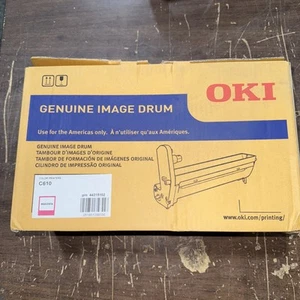 OKI
GENUINE IMAGE DRUM
Use for the Americas only. À n'utiliser qu'aux Amériques.
GENUINE IMAGE DRUM
TAMBOUR D'IMAGES D'ORIGINE
TAMBOR DE FORMACIÓN DE IMÁGENES ORIGINAL
CILINDRO DE IMPRESSÃO ORIGINAL
C610
www.oki.com/printing/